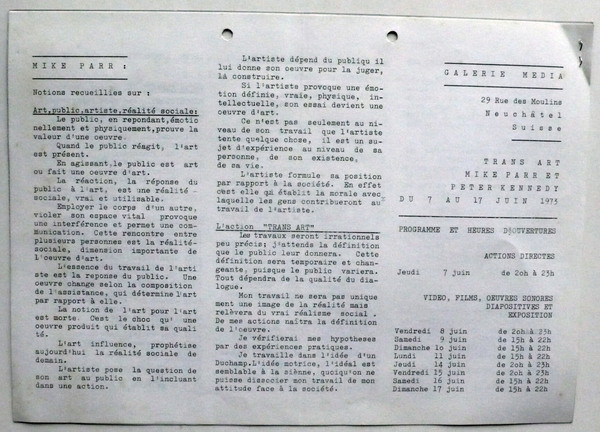 MIKE PARR :
Notions recueillies sur :
Art,public,artiste,réalité sociale:
Le public, en repondant,émotio
nellement et physiquement,prouve la
valeur d'une oeuvre.
Quand le public réagit, l'art
est présent.
En agissant,le public est art
ou fait une oeuvre d'art.
La réaction, la réponse du
public à l'art, est une réalité
sociale, vrai et utilisable.
Employer le corps d'un autre,
violer son espace vital provoque
une interférence et permet une com-
munication. Cette rencontre entre
plusieurs personnes est la réalité-
sociale, dimension importante de
l'oeuvre d'art.
L'essence du travail de l'arti
ste est la reponse du public. Une
oeuvre change selon la composition
de l'assistance, qui détermine l'art
par rapport à elle.
La notion de l'art pour l'art
est morte. C'est le choc qu' une
oeuvre produit qui établit sa quali
té.
L'art influence, prophétise
aujourd'hui la réalité sociale de
demain.
L'artiste pose la question de
son art au public en l'incluant
dans une action.
L'artiste dépend du publiqu il
lui donne son oeuvre pour la juger,
la construire.
Si l'artiste provoque une émo-
tion définie, vraie, physique, in-
tellectuelle, son essai devient une
oeuvre d'art.
Ce n'est pas seulement au ni-
veau de son travail que l'artiste
tente quelque chose, il est un su-
jet d'expérience au niveau de sa
personne, de son existence,
de sa vie.
L'artiste formule sa position
par rapport à la société. En effet
c'est elle qui établit la morale avec
laquelle les gens contribueront au
travail de l'artiste.
L'action "TRANS ART"
Les travaux seront irrationnels
peu précis; j'attends la définition
que le public leur donnera. Cette
définition sera temporaire et chan-
geante, puisque le public variera.
Tout dépendra de la qualité du dia-
logue.
Mon travail ne sera pas unique
ment une image de la réalité mais
relèvera du vrai réalisme social .
De mes actions naîtra la définition
de l'oeuvre.
Je vérifierai mes hypotheses
par des expériences pratiques.
Je travaille dans l'idée d'un
Duchamp.L'idée motrice, l'idéal est
semblable à la sienne, quoiqu'on ne
puisse dissocier mon travail de mon
attitude face à la société.
GALERIE MEDIA
29 Rue des Moulins
Neuchâtel
Suisse
TRANS ART
MIKE PARR ET
PETER KENNEDY
DU 7 AU 17 JUIN 1973
PROGRAMME ET HEURES D'OUVERTURES
ACTIONS DIRECTES
Jeudi 7 juin de 20h à 23h
VIDEO, FILMS, OEUVRES SONORES
DIAPOSITIVES ET
EXPOSITION
Vendredi 8 juin de 20h à 23h
Samedi 9 juin de 15h à 22h
Dimanche 10 juin de 15h à 22h
Lundi 11 juin de 15h à 22h
Jeudi 14 juin de 20h à 23h
Vendredi 15 juin de 20h à 23h
Samedi 16 juin de 15h à 22h
Dimanche 17 juin de 15h à 22h